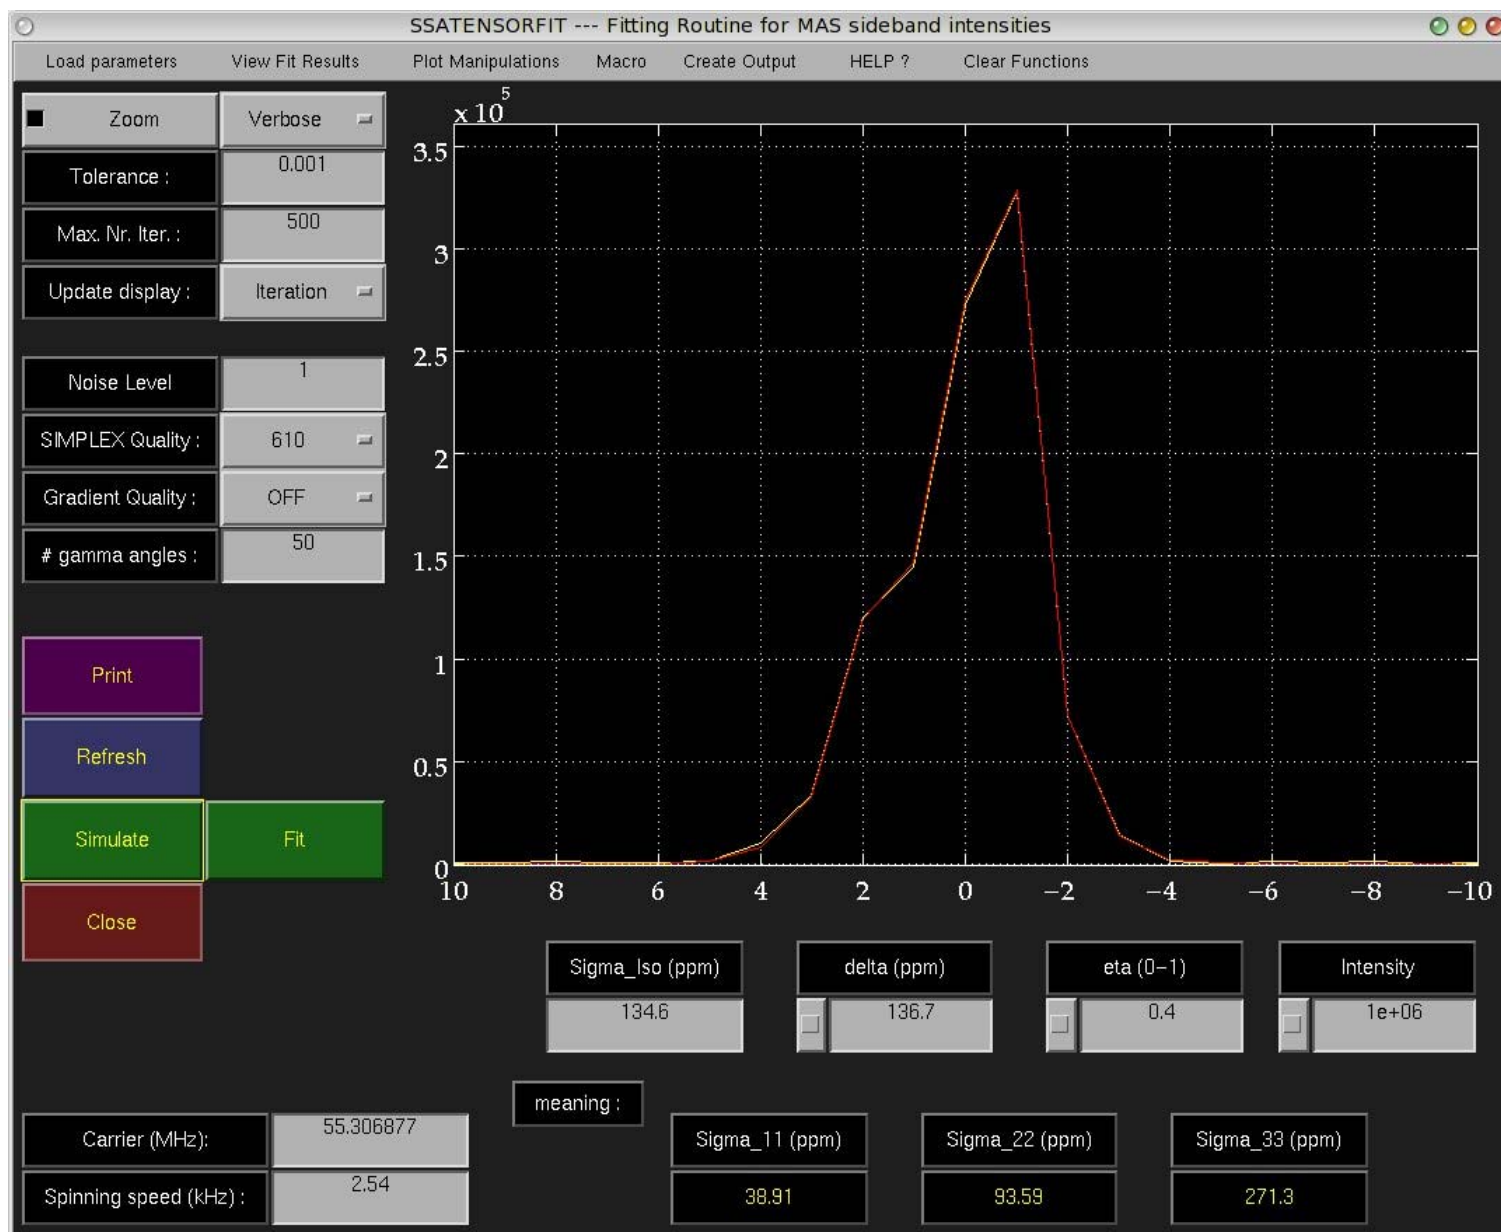 SSATENSORFIT --- Fitting Routine for MAS sideband intensities
Load parameters View Fit Results Plot Manipulations Macro Create Output HELP ? Clear Functions
Zoom Verbose
Tolerance : 0.001
Max. Nr. Iter. : 500
Update display : Iteration
Noise Level 1
SIMPLEX Quality : 610
Gradient Quality : OFF
# gamma angles : 50
Print
Refresh
Simulate Fit
Close
x 10^5
3.5
3
2.5
2
1.5
1
0.5
0
10 8 6 4 2 0 −2 −4 −6 −8 −10
Sigma_Iso (ppm) delta (ppm) eta (0−1) Intensity
134.6 136.7 0.4 1e+06
meaning :
Carrier (MHz): 55.306877 Sigma_11 (ppm) Sigma_22 (ppm) Sigma_33 (ppm)
Spinning speed (kHz) : 2.54 38.91 93.59 271.3